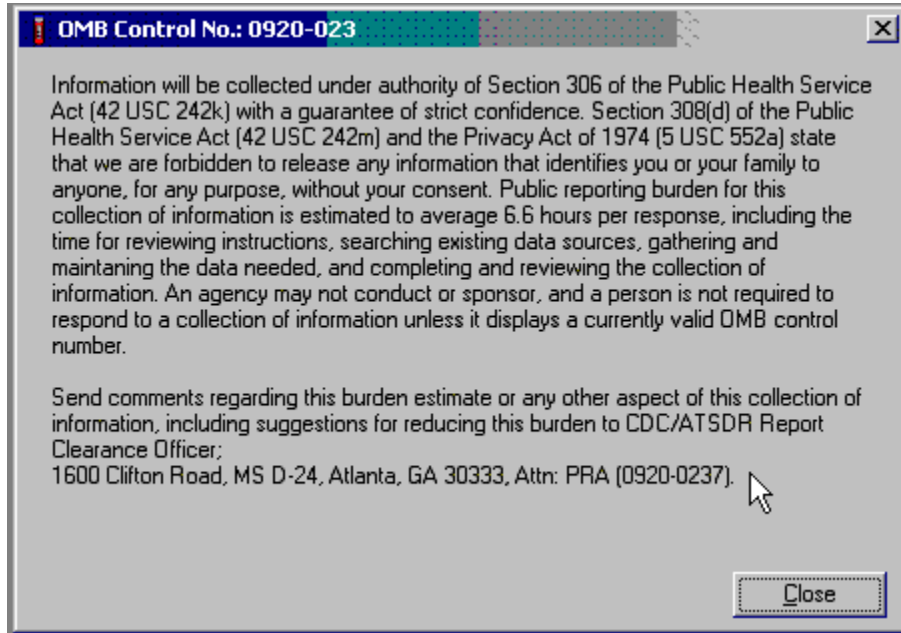 OMB Control No.: 0920-023
Information will be collected under authority of Section 306 of the Public Health Service
Act (42 USC 242k) with a guarantee of strict confidence. Section 308(d) of the Public
Health Service Act (42 USC 242m) and the Privacy Act of 1974 (5 USC 552a) state
that we are forbidden to release any information that identifies you or your family to
anyone, for any purpose, without your consent. Public reporting burden for this
collection of information is estimated to average 6.6 hours per response, including the
time for reviewing instructions, searching existing data sources, gathering and
maintaning the data needed, and completing and reviewing the collection of
information. An agency may not conduct or sponsor, and a person is not required to
respond to a collection of information unless it displays a currently valid OMB control
number.
Send comments regarding this burden estimate or any other aspect of this collection of
information, including suggestions for reducing this burden to CDC/ATSDR Report
Clearance Officer;
1600 Clifton Road, MS D-24, Atlanta, GA 30333, Attn: PRA (0920-0237).
Close